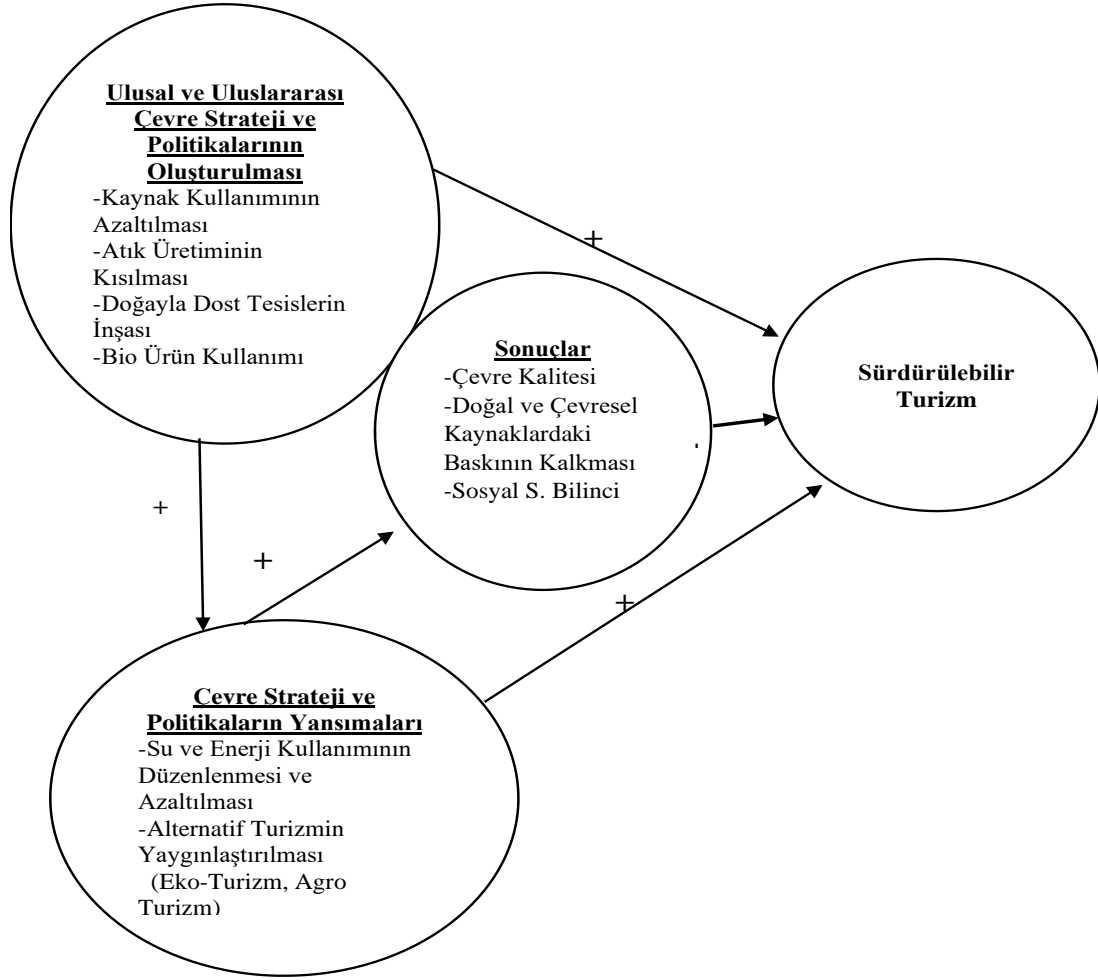 Ulusal ve Uluslararası
Çevre Strateji ve
Politikalarının
Oluşturulması
-Kaynak Kullanımının
Azaltılması
-Atık Üretiminin
Kısılması
-Doğayla Dost Tesislerin
İnşası
-Bio Ürün Kullanımı
+
Sonuçlar
-Çevre Kalitesi
-Doğal ve Çevresel
Kaynaklardaki
Baskının Kalkması
-Sosyal S. Bilinci
Sürdürülebilir
Turizm
+
+
+
Çevre Strateji ve
Politikaların Yansımaları
-Su ve Enerji Kullanımının
Düzenlenmesi ve
Azaltılması
-Alternatif Turizmin
Yaygınlaştırılması
(Eko-Turizm, Agro
Turizm)